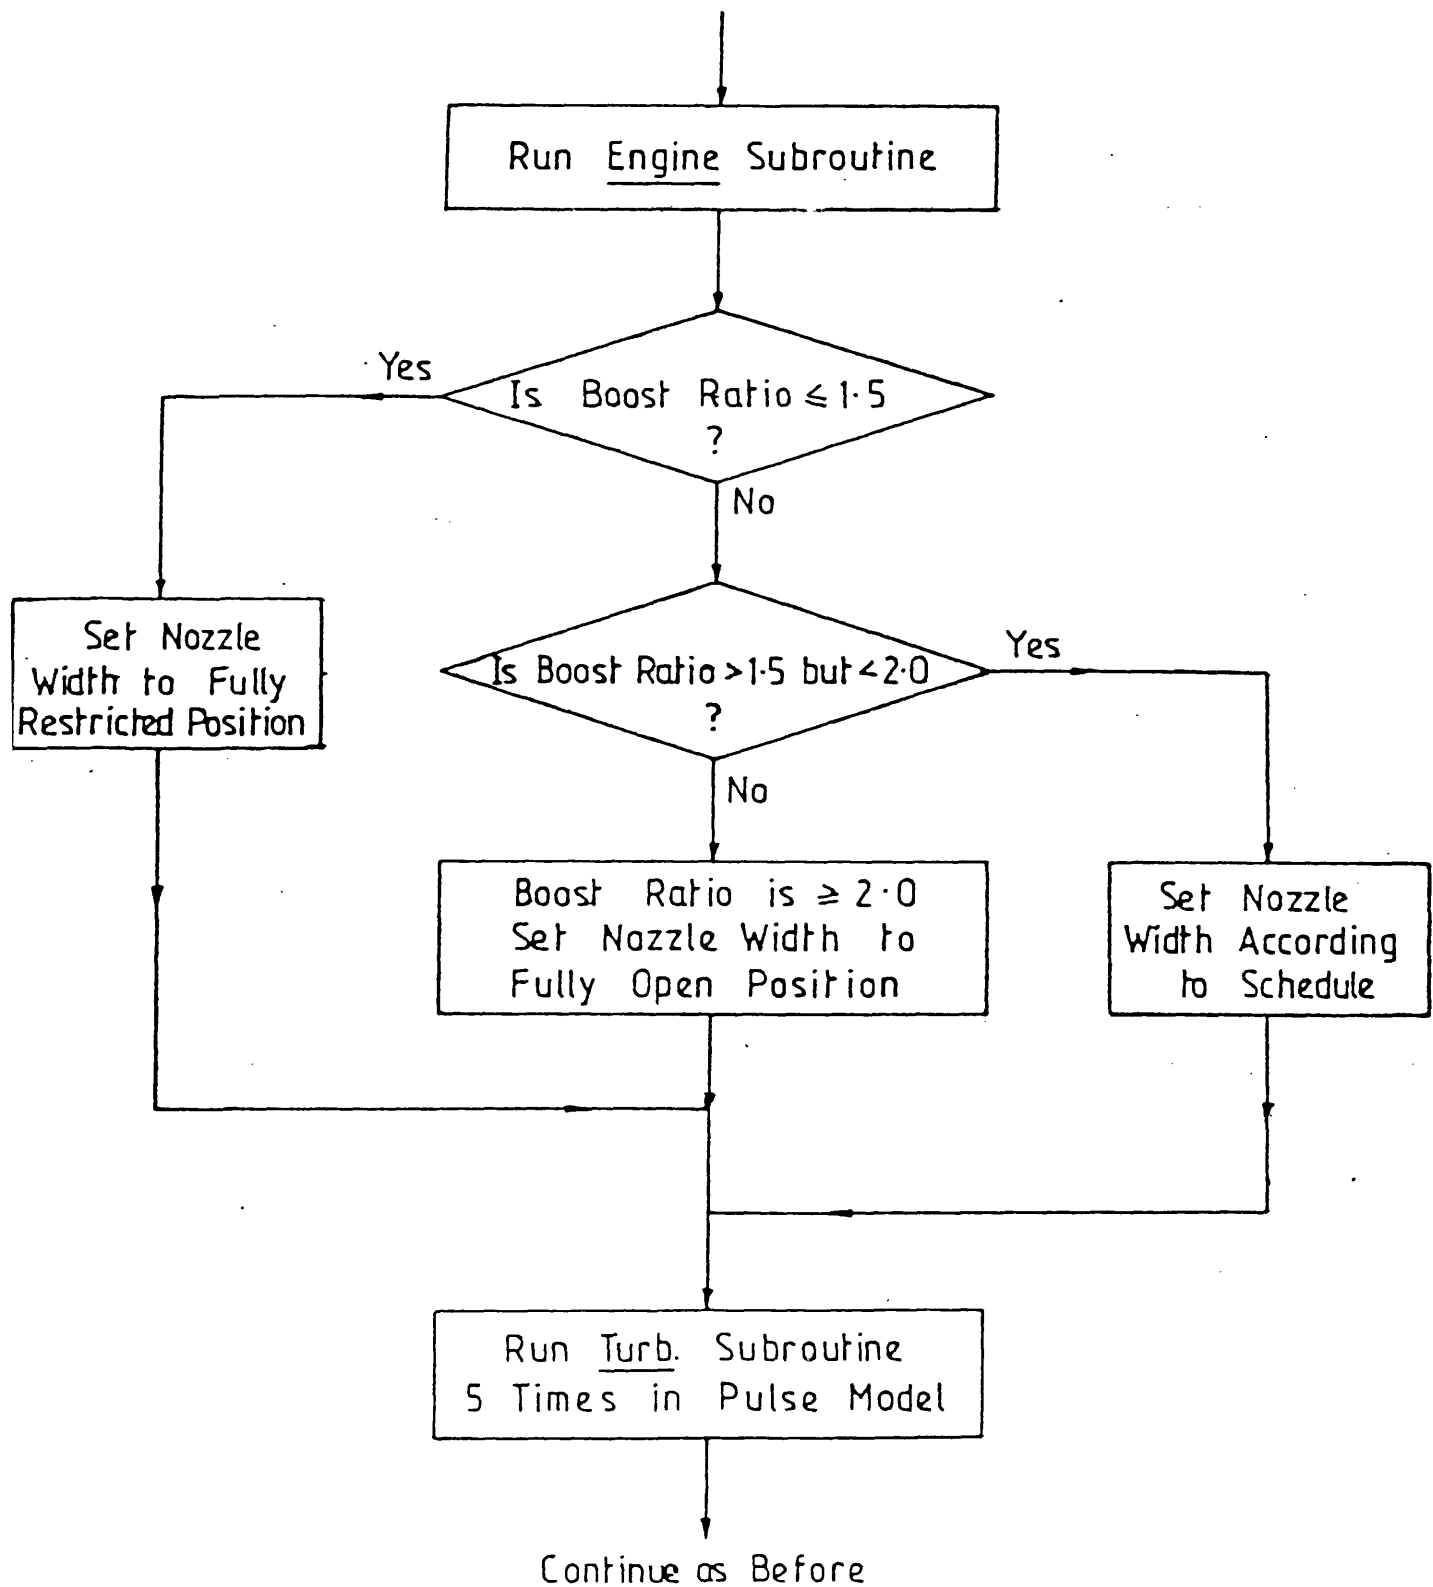 Run Engine Subroutine
Yes
Is Boost Ratio ⩽ 1·5
?
No
Set Nozzle
Width to Fully
Restricted Position
Is Boost Ratio >1·5 but <2·0
?
Yes
No
Boost Ratio is ⩾ 2·0
Set Nozzle Width to
Fully Open Position
Set Nozzle
Width According
to Schedule
Run Turb. Subroutine
5 Times in Pulse Model
Continue as Before